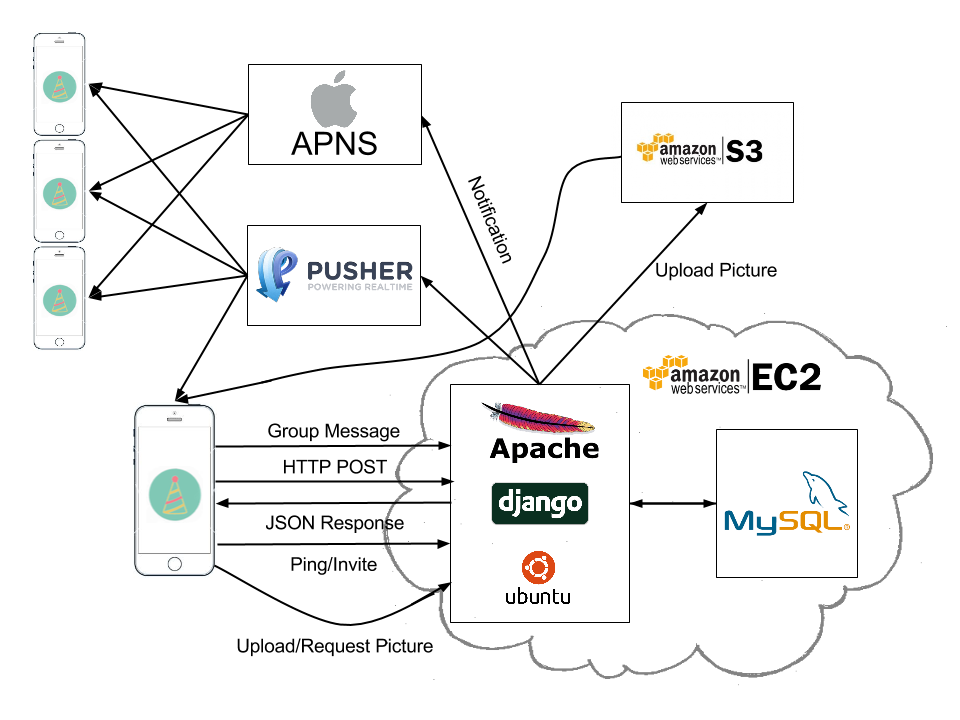 APNS
amazon
web services™
S3
Notification
PUSHER
POWERING REALTIME
Upload Picture
amazon
web services™
EC2
Group Message
Apache
HTTP POST
django
JSON Response
MySQL®
Ping/Invite
ubuntu
Upload/Request Picture